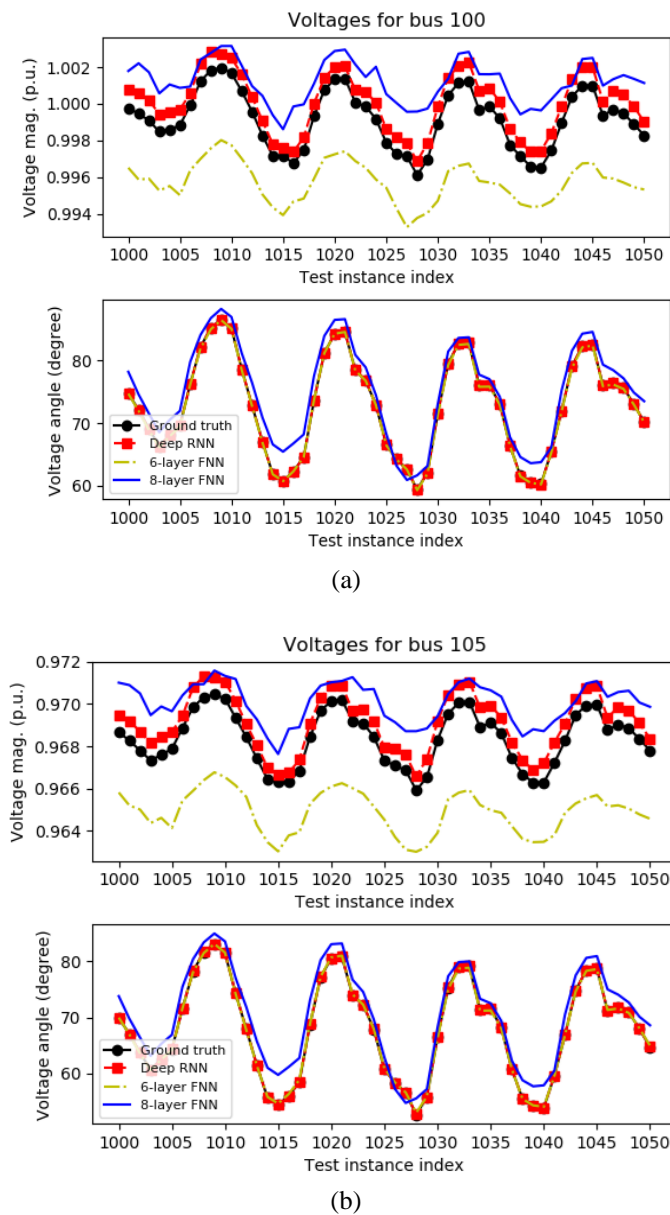 Voltages for bus 100
Voltage mag. (p.u.)
1.002
1.000
0.998
0.996
0.994
1000 1005 1010 1015 1020 1025 1030 1035 1040 1045 1050
Test instance index
Voltage angle (degree)
80
70
60
Ground truth
Deep RNN
6-layer FNN
8-layer FNN
1000 1005 1010 1015 1020 1025 1030 1035 1040 1045 1050
Test instance index
(a)
Voltages for bus 105
Voltage mag. (p.u.)
0.972
0.970
0.968
0.966
0.964
1000 1005 1010 1015 1020 1025 1030 1035 1040 1045 1050
Test instance index
Voltage angle (degree)
80
70
60
Ground truth
Deep RNN
6-layer FNN
8-layer FNN
1000 1005 1010 1015 1020 1025 1030 1035 1040 1045 1050
Test instance index
(b)